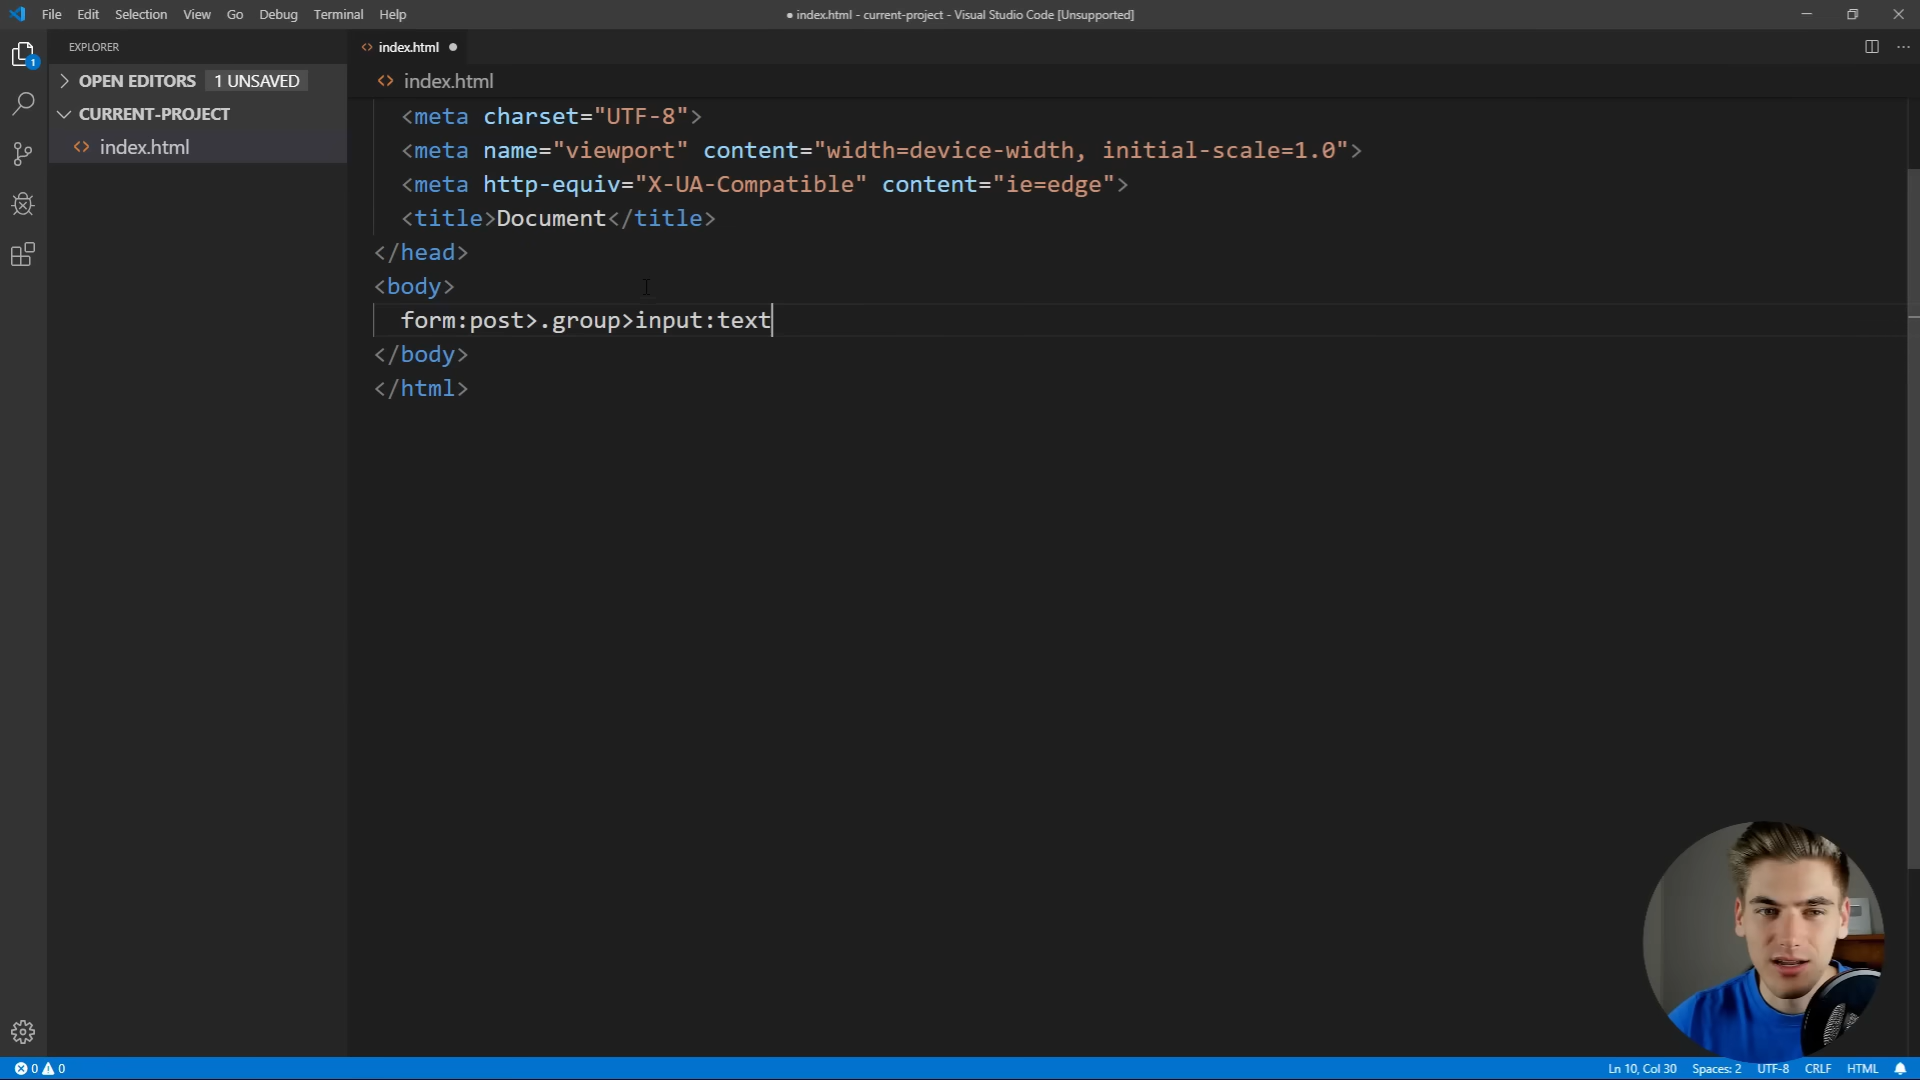 File Edit Selection View Go Debug Terminal Help
● index.html - current-project - Visual Studio Code [Unsupported]
EXPLORER
OPEN EDITORS 1 UNSAVED
CURRENT-PROJECT
index.html
1
index.html ●
index.html
<meta charset="UTF-8">
<meta name="viewport" content="width=device-width, initial-scale=1.0">
<meta http-equiv="X-UA-Compatible" content="ie=edge">
<title>Document</title>
</head>
<body>
form:post>.group>input:text
</body>
</html>
0 0
Ln 10, Col 30 Spaces: 2 UTF-8 CRLF HTML